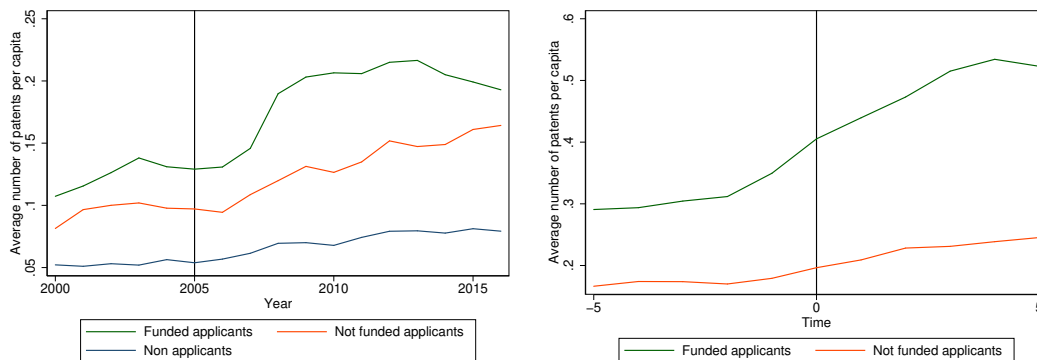 Average number of patents per capita
.25
.2
.15
.1
.05
2000 2005 2010 2015
Year
Funded applicants Not funded applicants
Non applicants
Average number of patents per capita
.6
.5
.4
.3
.2
−5 0 5
Time
Funded applicants Not funded applicants